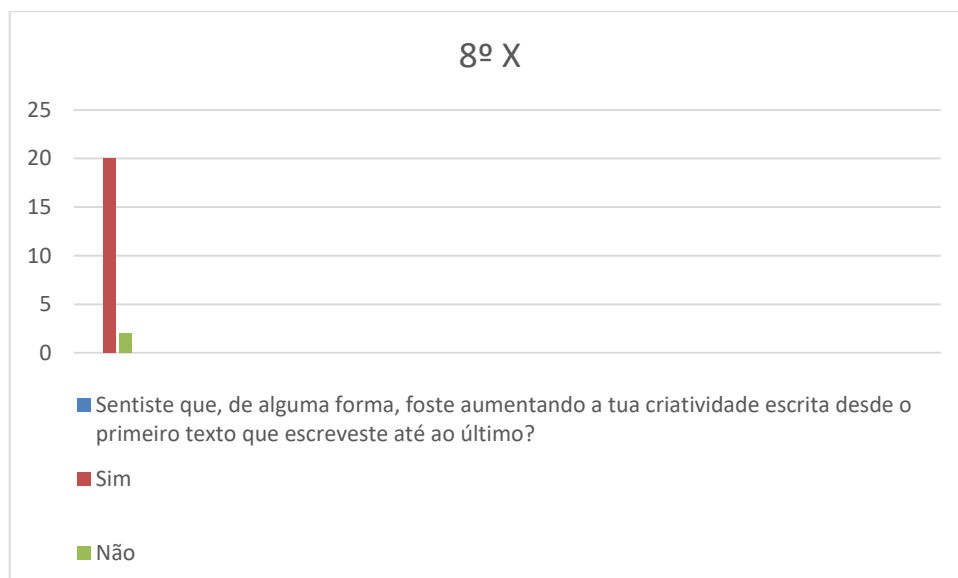 8º X
25
20
15
10
5
0
Sentiste que, de alguma forma, foste aumentando a tua criatividade escrita desde o
primeiro texto que escreveste até ao último?
Sim
Não